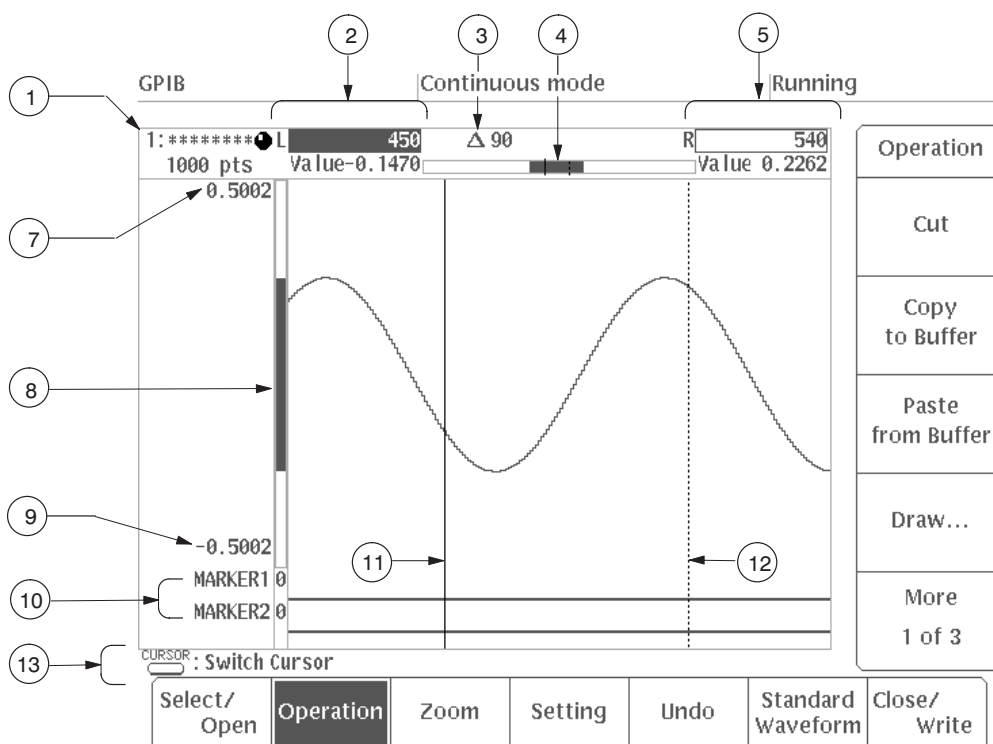 2
3
4
5
GPIB
Continuous mode
Running
1
1:********
L
450
Δ 90
R
540
1000 pts
Value-0.1470
Value 0.2262
Operation
0.5002
7
Cut
Copy
to Buffer
8
Paste
from Buffer
Draw...
9
-0.5002
11
12
10
MARKER1 0
MARKER2 0
More
1 of 3
13
CURSOR : Switch Cursor
Select/
Open
Operation
Zoom
Setting
Undo
Standard
Waveform
Close/
Write